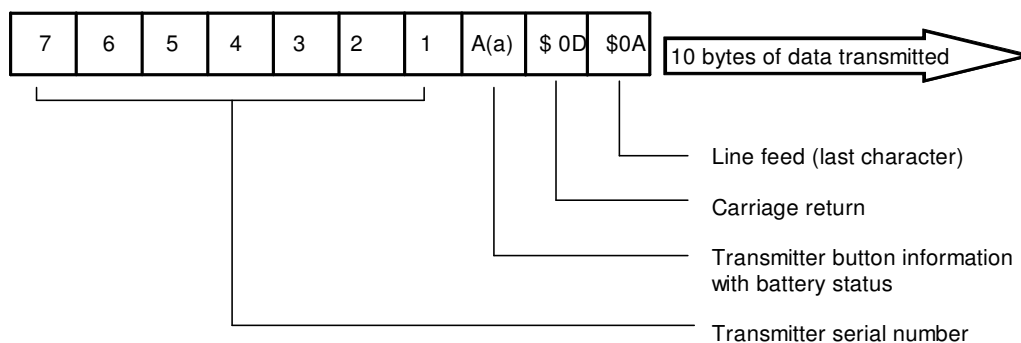 7 6 5 4 3 2 1 A(a) $ 0D $0A
10 bytes of data transmitted
Line feed (last character)
Carriage return
Transmitter button information
with battery status
Transmitter serial number